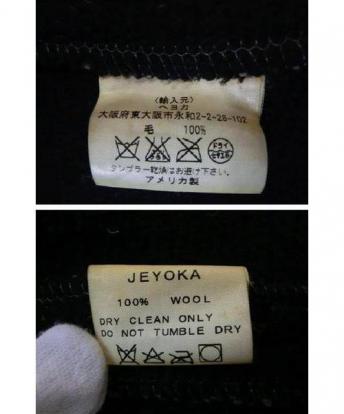 (輸入元)
ヘヨカ
大阪府東大阪市永和2-2-28-102
毛 100%
ドライ
タンブラー乾燥はお避け下さい
アメリカ製
JEYOKA
100% WOOL
DRY CLEAN ONLY
DO NOT TUMBLE DRY